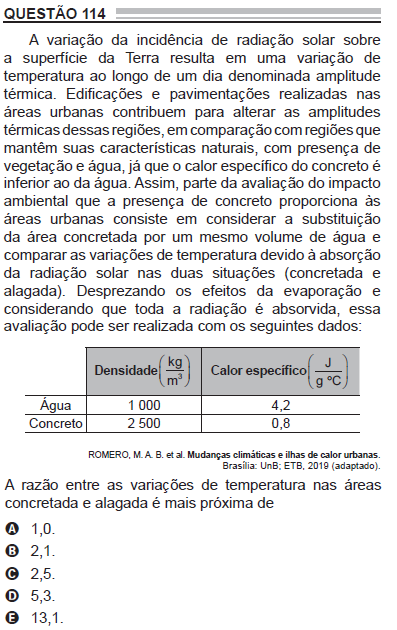 QUESTÃO 114
A variação da incidência de radiação solar sobre
a superfície da Terra resulta em uma variação de
temperatura ao longo de um dia denominada amplitude
térmica. Edificações e pavimentações realizadas nas
áreas urbanas contribuem para alterar as amplitudes
térmicas dessas regiões, em comparação com regiões que
mantêm suas características naturais, com presença de
vegetação e água, já que o calor específico do concreto é
inferior ao da água. Assim, parte da avaliação do impacto
ambiental que a presença de concreto proporciona às
áreas urbanas consiste em considerar a substituição
da área concretada por um mesmo volume de água e
comparar as variações de temperatura devido à absorção
da radiação solar nas duas situações (concretada e
alagada). Desprezando os efeitos da evaporação e
considerando que toda a radiação é absorvida, essa
avaliação pode ser realizada com os seguintes dados:
Densidade (kg/m³) Calor específico (J/g ºC)
Água 1 000 4,2
Concreto 2 500 0,8
ROMERO, M. A. B. et al. Mudanças climáticas e ilhas de calor urbanas.
Brasília: UnB; ETB, 2019 (adaptado).
A razão entre as variações de temperatura nas áreas
concretada e alagada é mais próxima de
A 1,0.
B 2,1.
C 2,5.
D 5,3.
E 13,1.